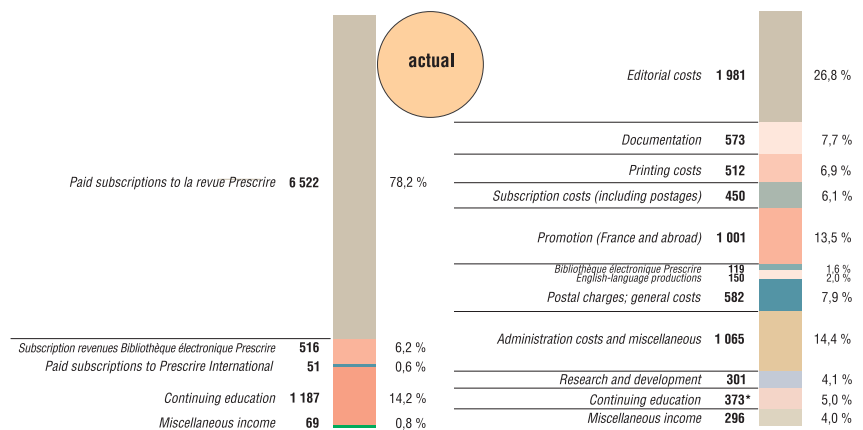 actual
Paid subscriptions to la revue Prescrire 6 522 78,2 %
Subscription revenues Bibliothèque électronique Prescrire 516 6,2 %
Paid subscriptions to Prescrire International 51 0,6 %
Continuing education 1 187 14,2 %
Miscellaneous income 69 0,8 %
Editorial costs 1 981 26,8 %
Documentation 573 7,7 %
Printing costs 512 6,9 %
Subscription costs (including postages) 450 6,1 %
Promotion (France and abroad) 1 001 13,5 %
Bibliothèque électronique Prescrire 119 1,6 %
English-language productions 150 2,0 %
Postal charges; general costs 582 7,9 %
Administration costs and miscellaneous 1 065 14,4 %
Research and development 301 4,1 %
Continuing education 373* 5,0 %
Miscellaneous income 296 4,0 %